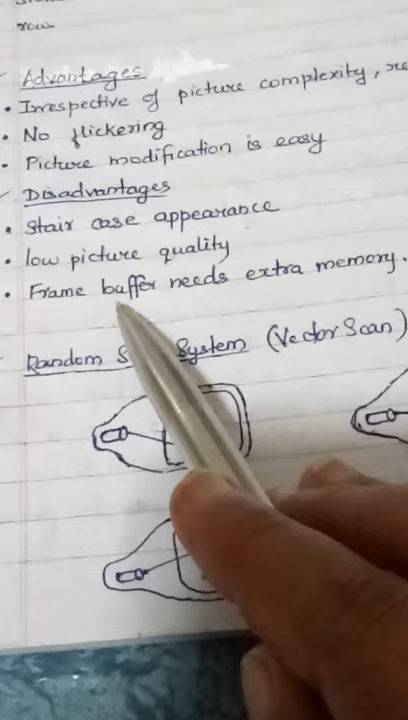 row.
Advantages
• Irrespective of picture complexity,
• No flickering
• Picture modification is easy
Disadvantages
• Stair case appearance
• low picture quality
• Frame buffer needs extra memory.
Random System (Vector Scan)